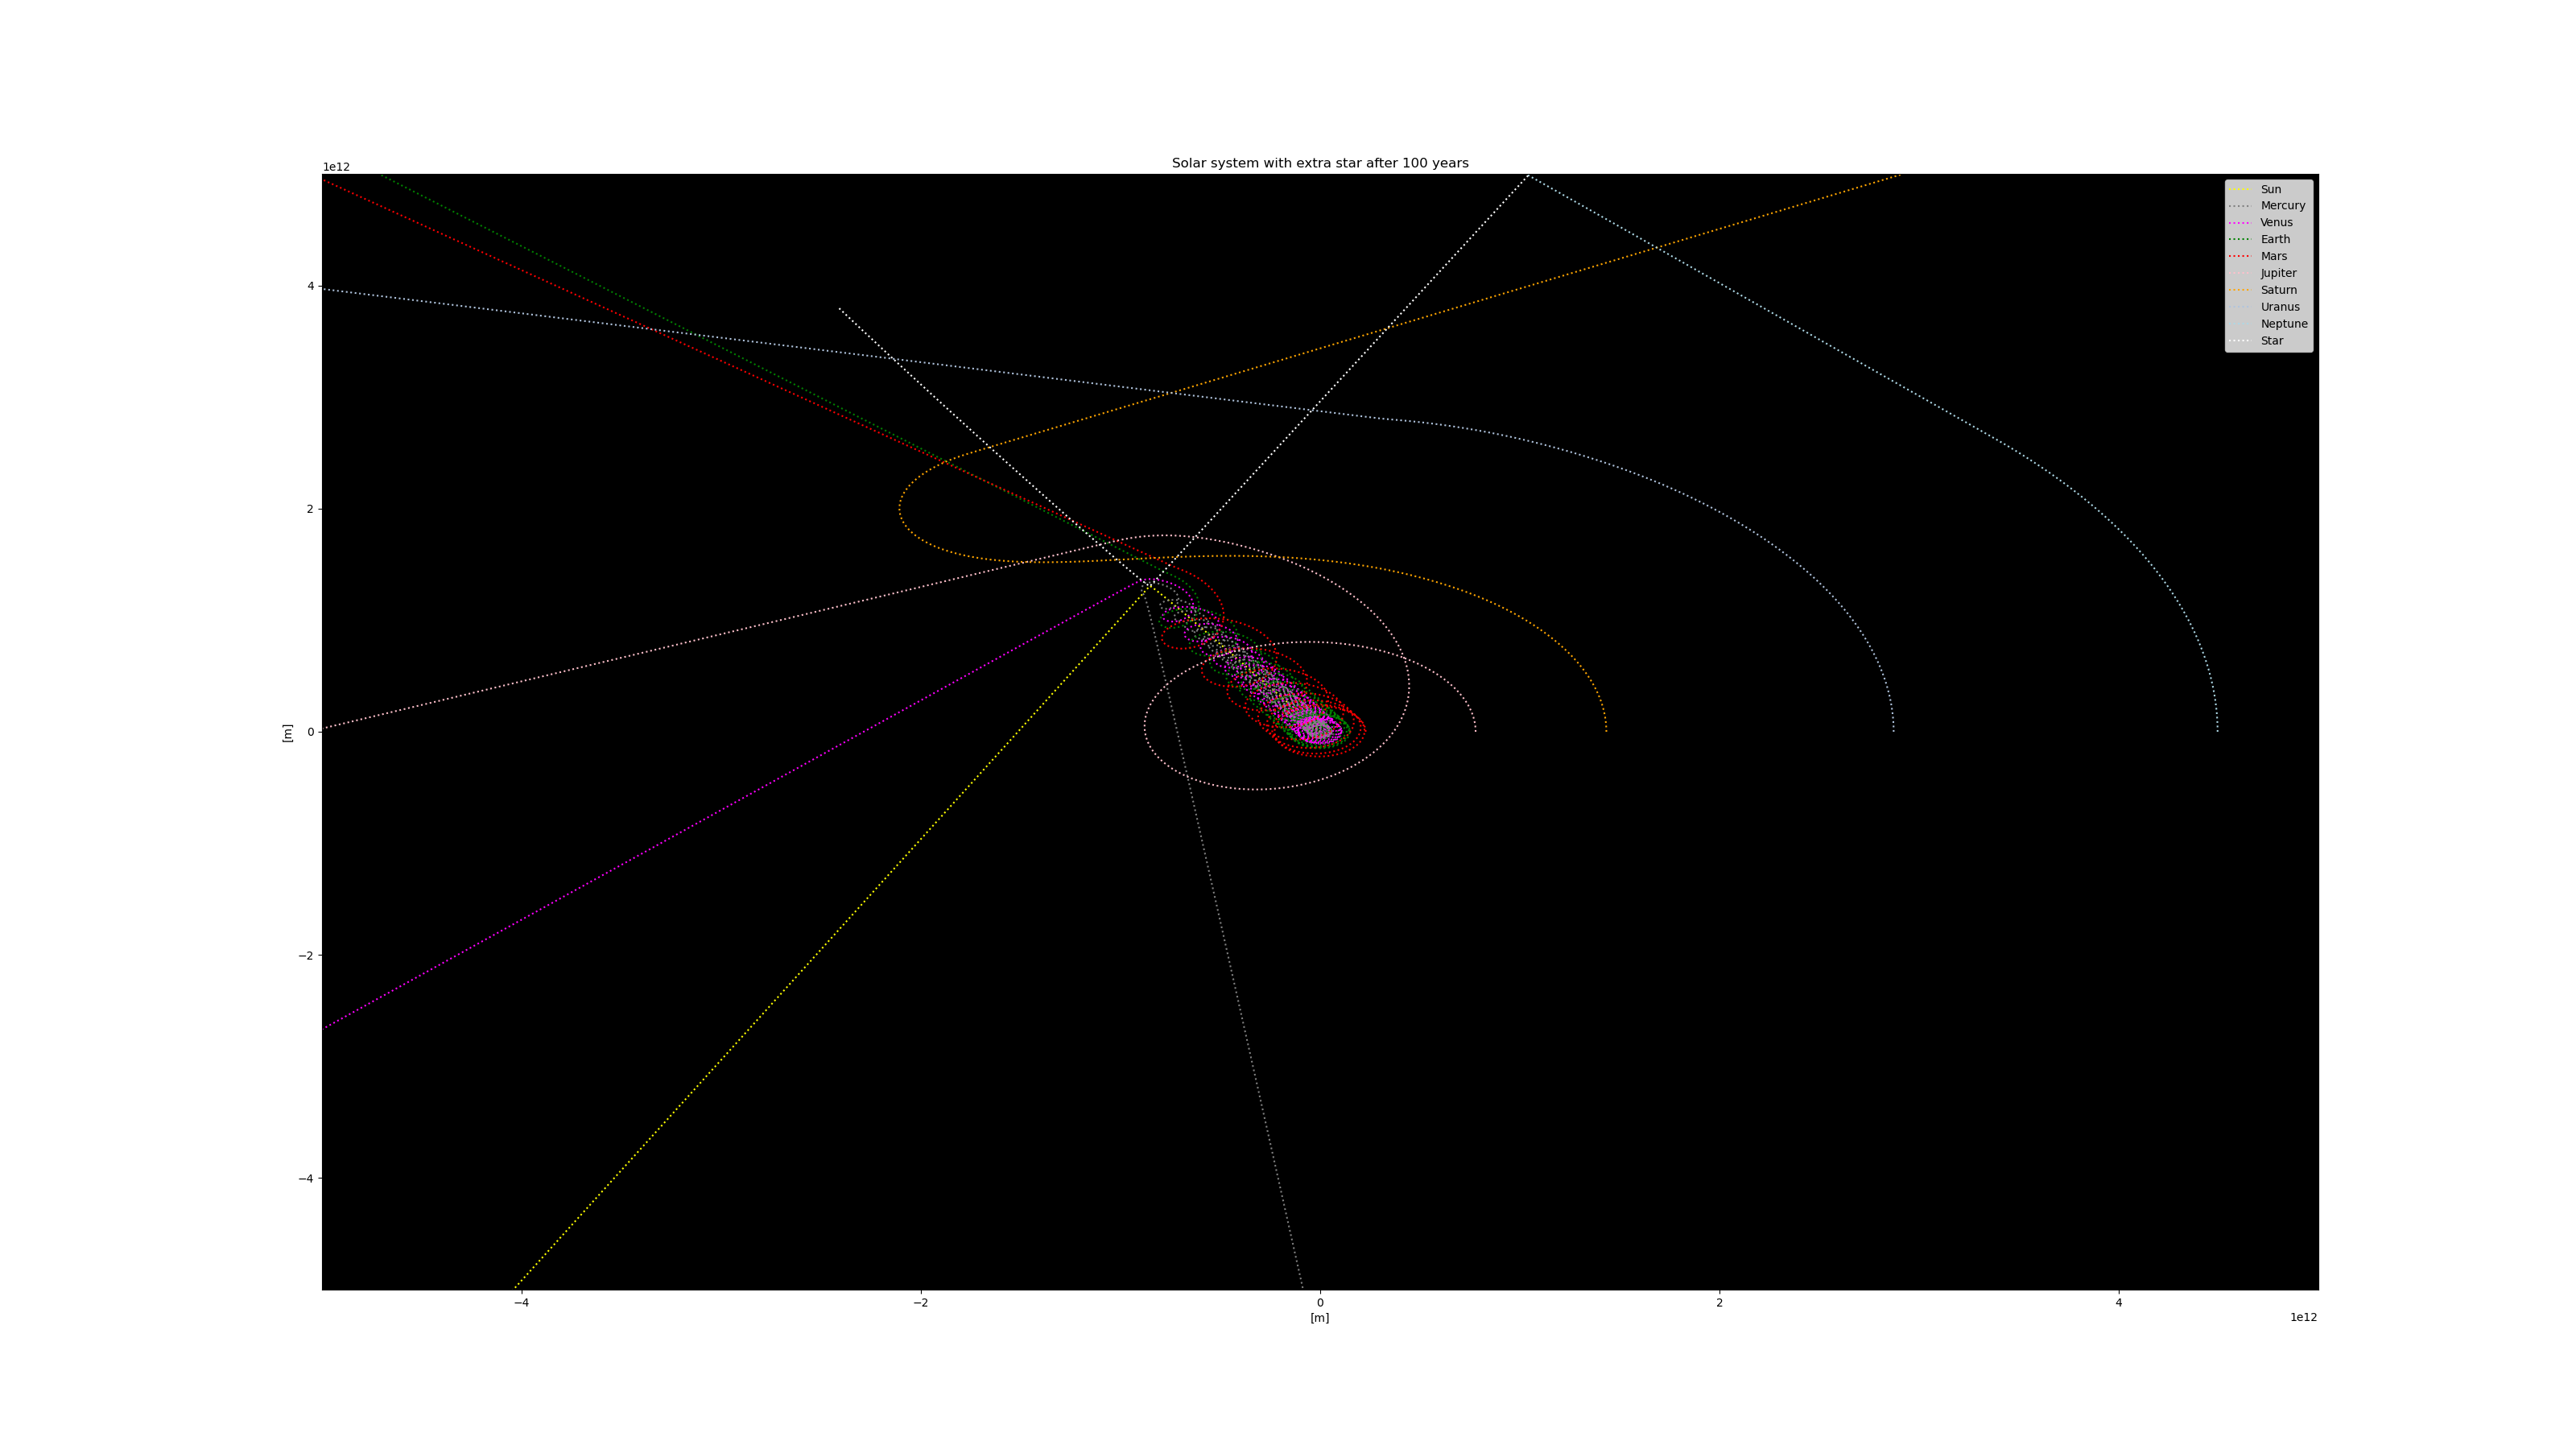 Solar system with extra star after 100 years
1e12
Sun
Mercury
Venus
Earth
Mars
Jupiter
Saturn
Uranus
Neptune
Star
4
2
0
−2
−4
[m]
−4
−2
0
2
4
[m]
1e12